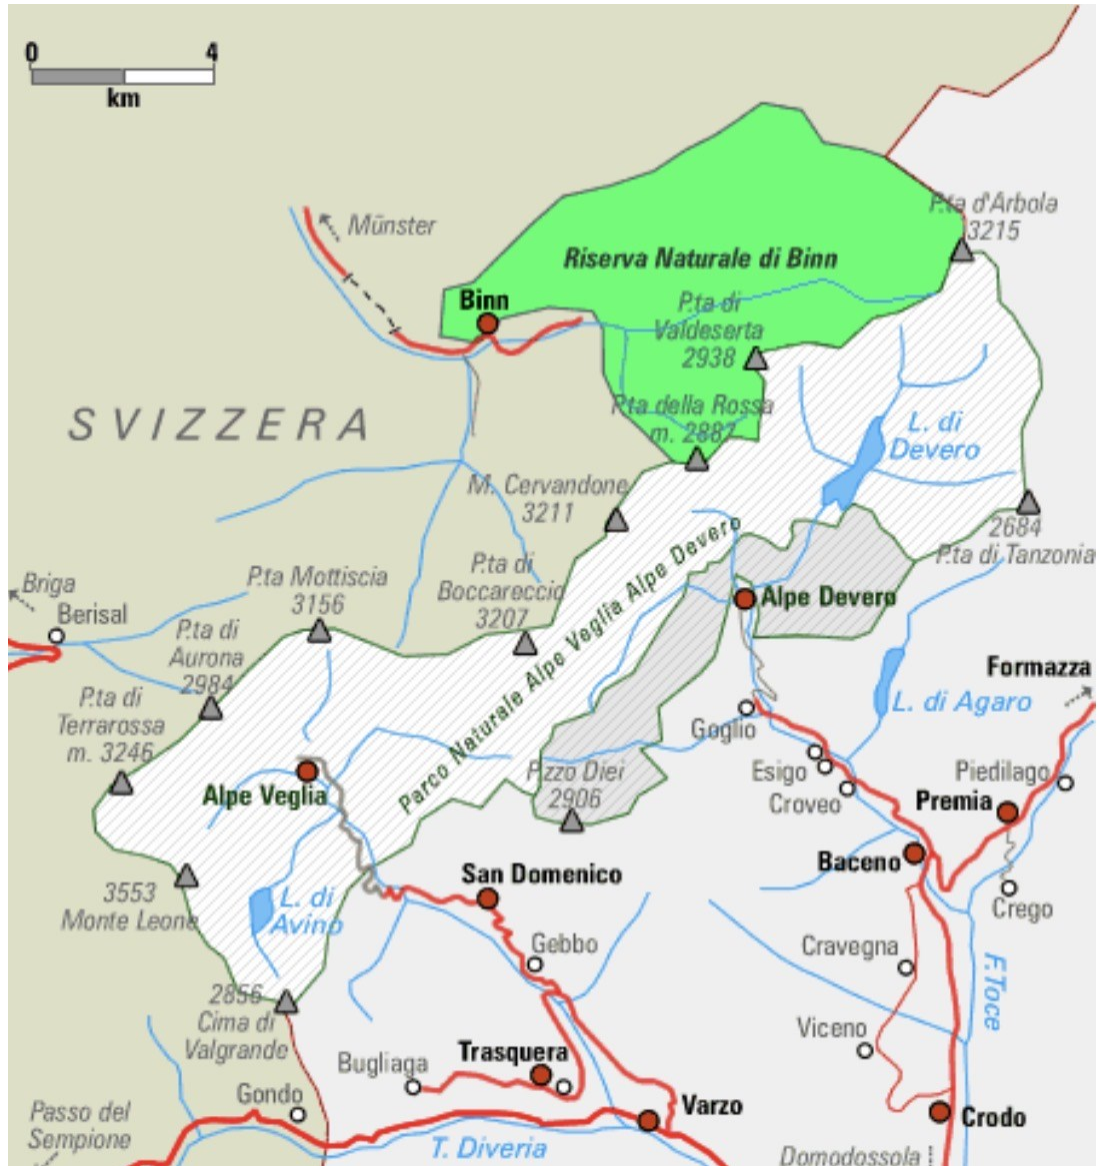 0 4
km
Münster
P.ta d'Arbola
3215
Riserva Naturale di Binn
Binn
P.ta di
Valdeserta
2938
SVIZZERA
P.ta della Rossa
m. 2887
L. di
Devero
M. Cervandone
3211
2684
P.ta di Tanzonia
Briga
Berisal
P.ta Mottiscia
3156
P.ta di
Boccareccio
3207
Parco Naturale Alpe Veglia Alpe Devero
Alpe Devero
P.ta di
Aurona
2984
P.ta di
Terrarossa
m. 3246
Formazza
L. di Agaro
Goglio
Alpe Veglia
P.zzo Diei
2906
Esigo
Croveo
Piedilago
Premia
Baceno
3553
Monte Leone
L. di
Avino
San Domenico
Crego
Gebbo
Cravegna
F. Toce
2856
Cima di
Valgrande
Viceno
Bugliaga
Trasquera
Gondo
Varzo
Crodo
Passo del
Sempione
T. Diveria
Domodossola